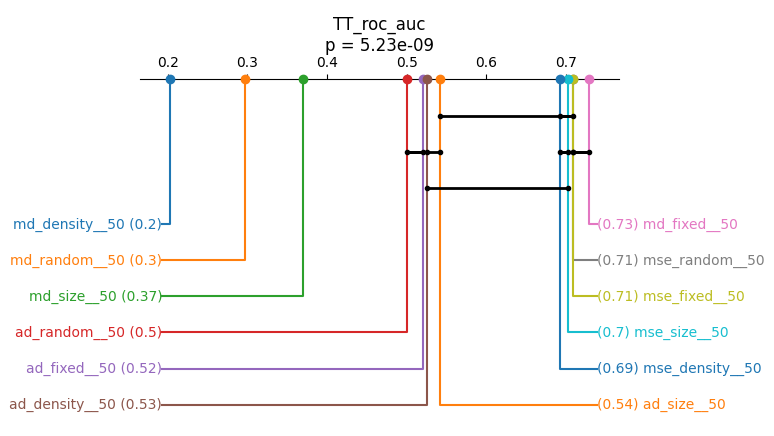 TT_roc_auc
p = 5.23e-09
0.2 0.3 0.4 0.5 0.6 0.7
md_density__50 (0.2)
(0.73) md_fixed__50
md_random__50 (0.3)
(0.71) mse_random__50
md_size__50 (0.37)
(0.71) mse_fixed__50
ad_random__50 (0.5)
(0.7) mse_size__50
ad_fixed__50 (0.52)
(0.69) mse_density__50
ad_density__50 (0.53)
(0.54) ad_size__50